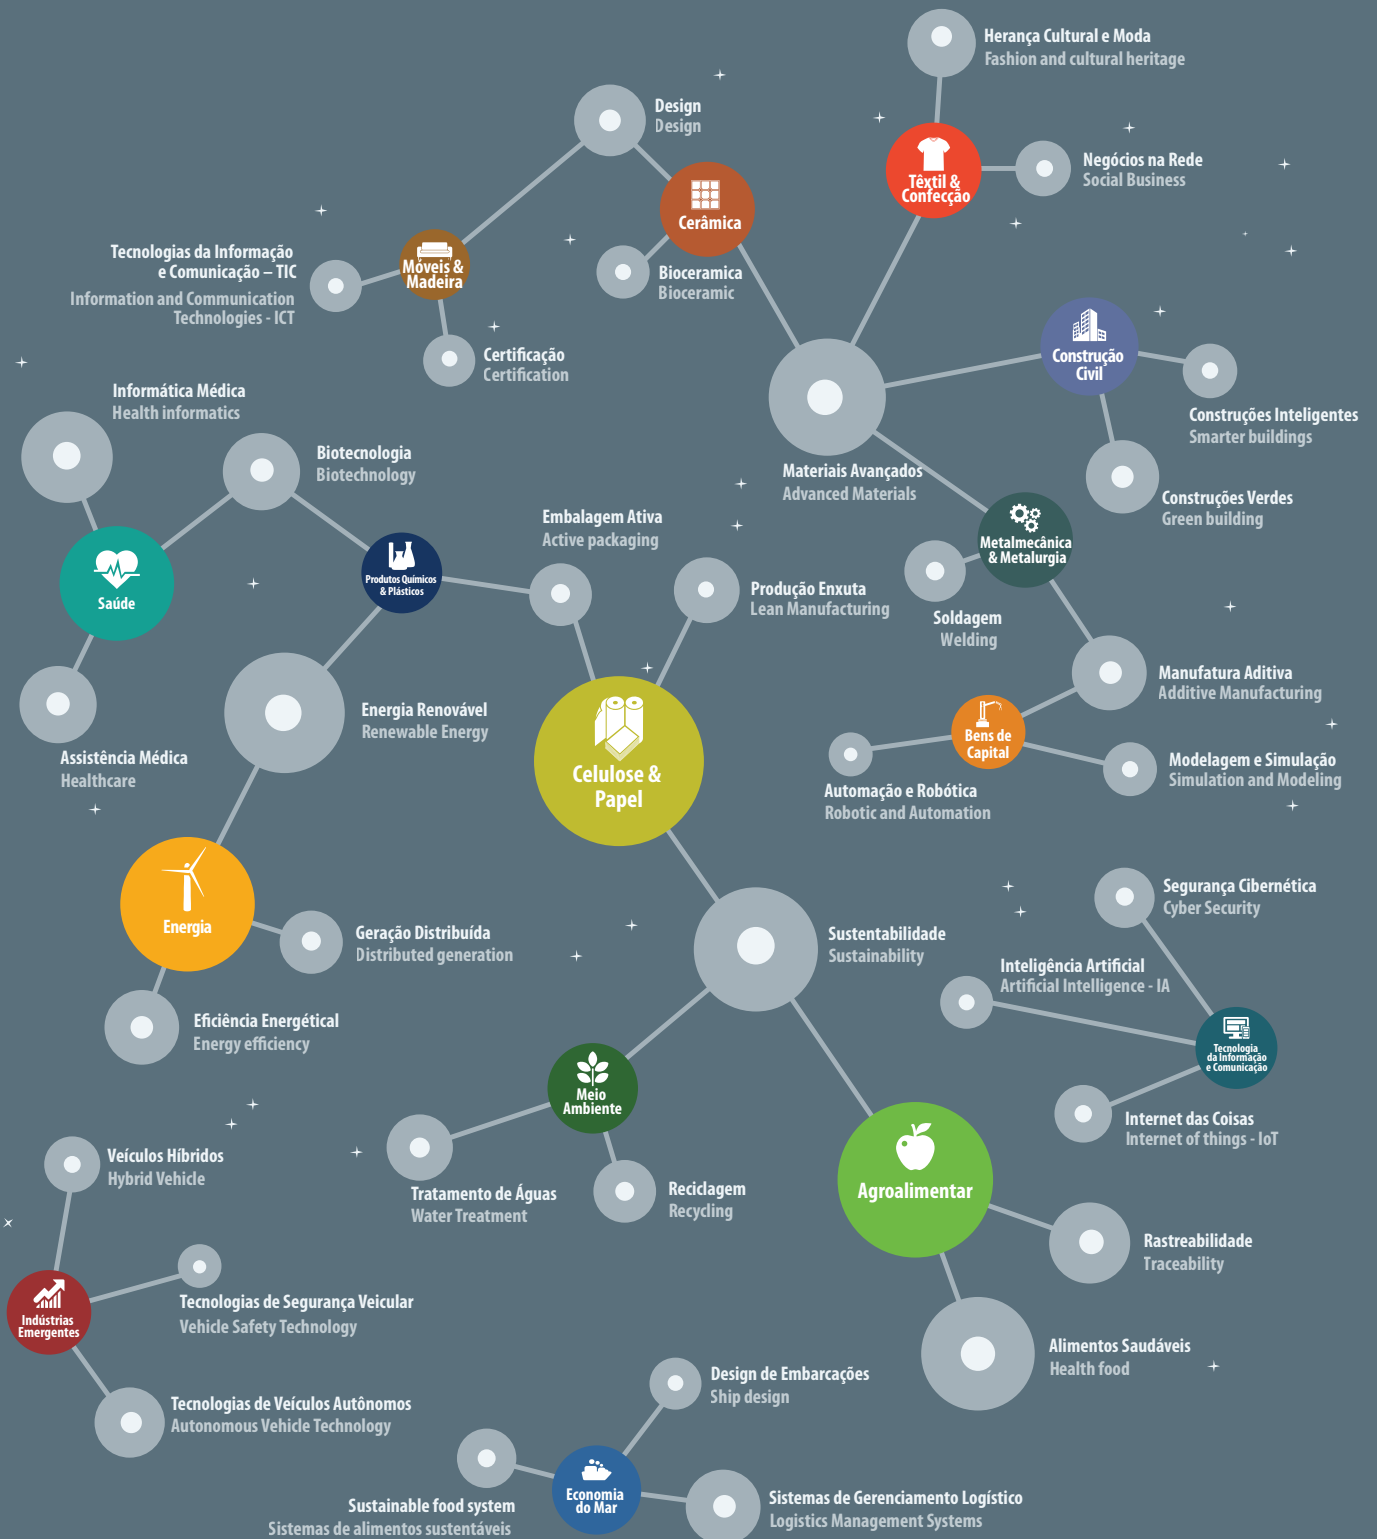 Herança Cultural e Moda
Fashion and cultural heritage
Design
Design
Negócios na Rede
Social Business
Têxtil &
Confecção
Cerâmica
Tecnologias da Informação
e Comunicação – TIC
Information and Communication
Technologies - ICT
Móveis &
Madeira
Bioceramica
Bioceramic
Certificação
Certification
Construção
Civil
Construções Inteligentes
Smarter buildings
Informática Médica
Health informatics
Biotecnologia
Biotechnology
Materiais Avançados
Advanced Materials
Construções Verdes
Green building
Embalagem Ativa
Active packaging
Metalmecânica
& Metalurgia
Produtos Químicos
& Plásticos
Saúde
Produção Enxuta
Lean Manufacturing
Soldagem
Welding
Manufatura Aditiva
Additive Manufacturing
Energia Renovável
Renewable Energy
Bens de
Capital
Assistência Médica
Healthcare
Celulose &
Papel
Modelagem e Simulação
Simulation and Modeling
Automação e Robótica
Robotic and Automation
Segurança Cibernética
Cyber Security
Energia
Geração Distribuída
Distributed generation
Sustentabilidade
Sustainability
Inteligência Artificial
Artificial Intelligence - IA
Eficiência Energétical
Energy efficiency
Tecnologia
da Informação
e Comunicação
Meio
Ambiente
Internet das Coisas
Internet of things - IoT
Veículos Híbridos
Hybrid Vehicle
Tratamento de Águas
Water Treatment
Reciclagem
Recycling
Agroalimentar
Rastreabilidade
Traceability
Tecnologias de Segurança Veicular
Vehicle Safety Technology
Indústrias
Emergentes
Alimentos Saudáveis
Health food
Design de Embarcações
Ship design
Tecnologias de Veículos Autônomos
Autonomous Vehicle Technology
Economia
do Mar
Sustainable food system
Sistemas de alimentos sustentáveis
Sistemas de Gerenciamento Logístico
Logistics Management Systems